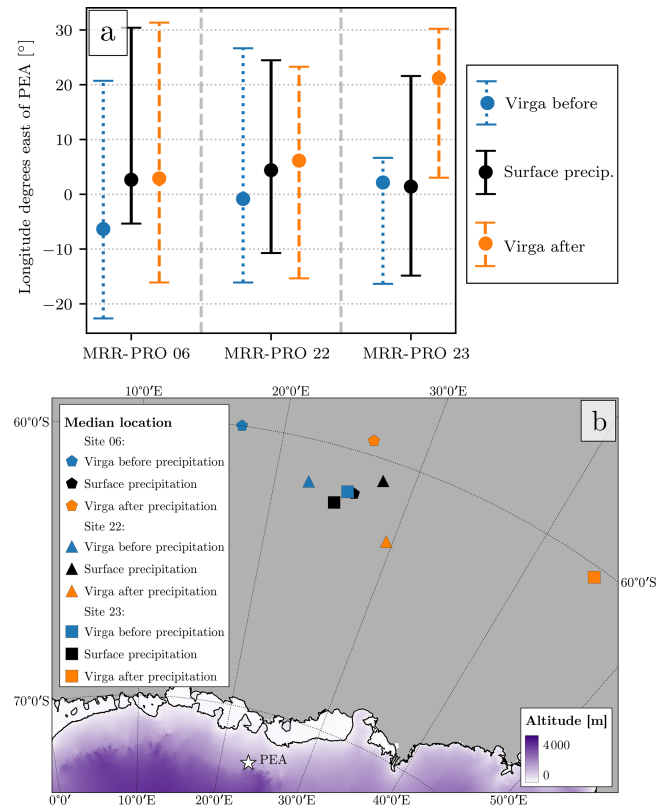 a
Longitude degrees east of PEA [°]
30
20
10
0
−10
−20
MRR-PRO 06
MRR-PRO 22
MRR-PRO 23
Virga before
Surface precip.
Virga after
b
10°0′E
20°0′E
30°0′E
60°0′S
Median location
Site 06:
Virga before precipitation
Surface precipitation
Virga after precipitation
Site 22:
Virga before precipitation
Surface precipitation
Virga after precipitation
Site 23:
Virga before precipitation
Surface precipitation
Virga after precipitation
60°0′S
70°0′S
PEA
Altitude [m]
4000
0
0°0′
10°0′E
20°0′E
30°0′E
40°0′E
50°0′E